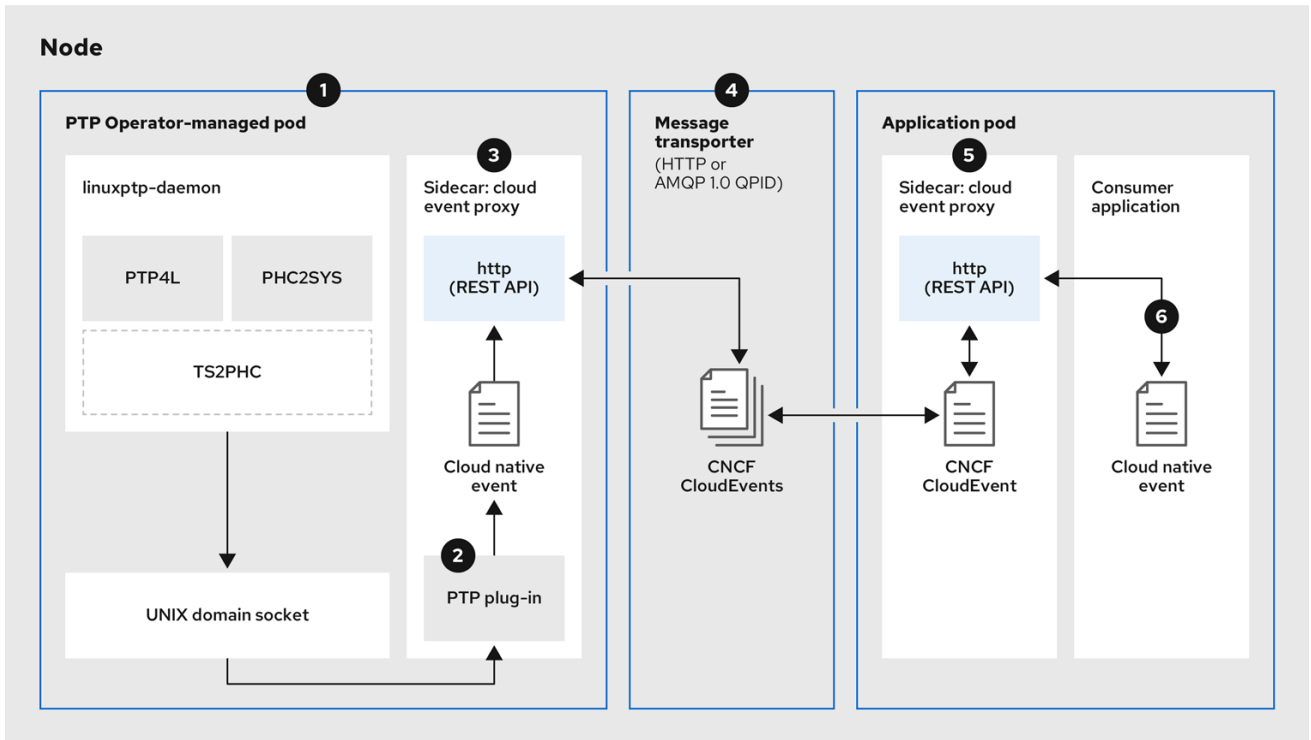 Node
1
PTP Operator-managed pod
linuxptp-daemon
PTP4L
PHC2SYS
TS2PHC
UNIX domain socket
3
Sidecar: cloud
event proxy
http
(REST API)
Cloud native
event
2
PTP plug-in
4
Message
transporter
(HTTP or
AMQP 1.0 QPID)
CNCF
CloudEvents
Application pod
5
Sidecar: cloud
event proxy
http
(REST API)
CNCF
CloudEvent
Consumer
application
6
Cloud native
event